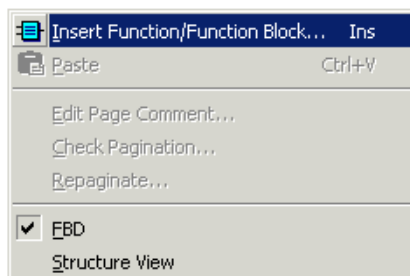 Insert Function/Function Block... Ins
Paste Ctrl+V
Edit Page Comment...
Check Pagination...
Repaginate...
FBD
Structure View